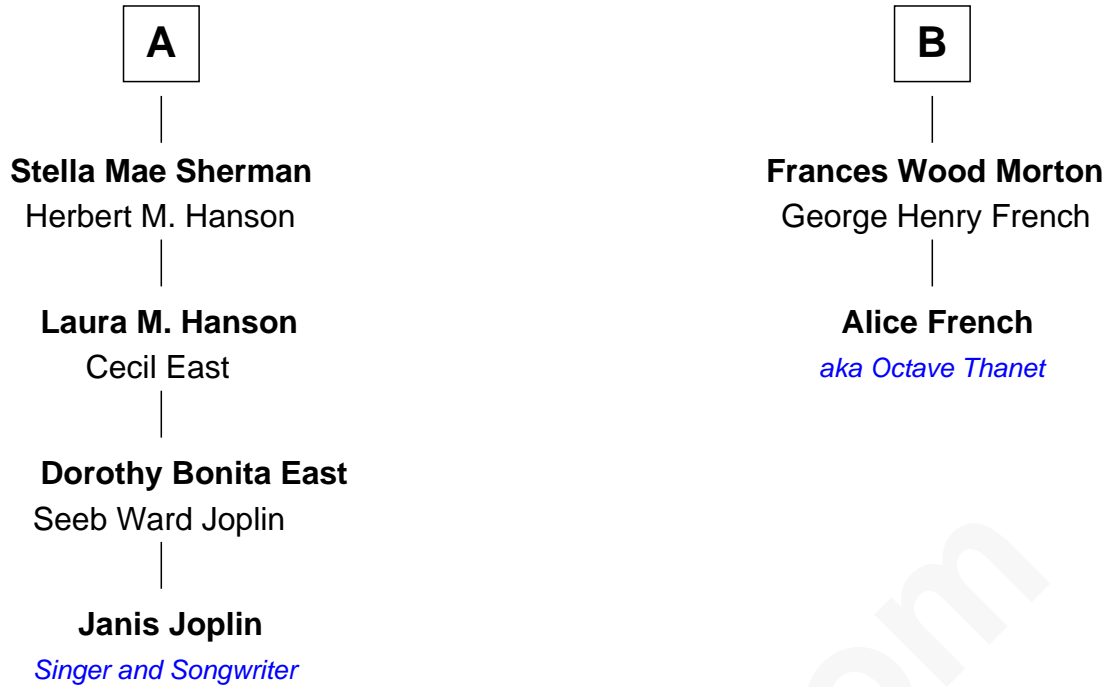 A
Stella Mae Sherman
Herbert M. Hanson
Laura M. Hanson
Cecil East
Dorothy Bonita East
Seeb Ward Joplin
Janis Joplin
Singer and Songwriter
B
Frances Wood Morton
George Henry French
Alice French
aka Octave Thanet
om